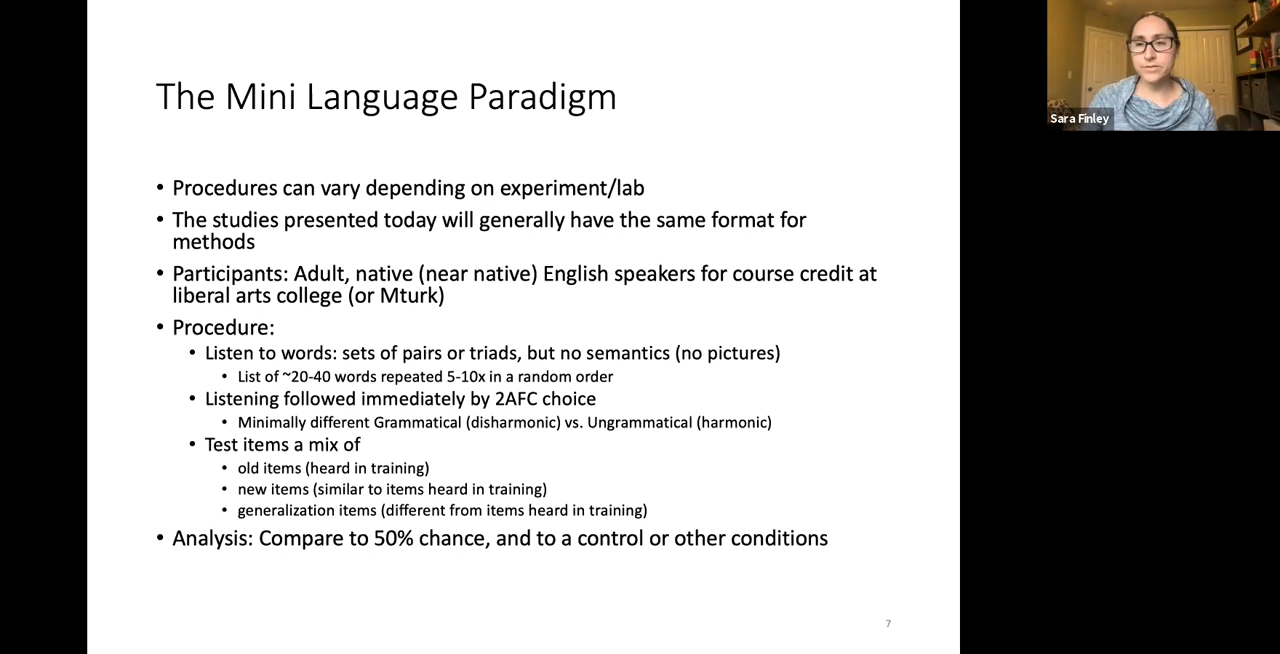 The Mini Language Paradigm
• Procedures can vary depending on experiment/lab
• The studies presented today will generally have the same format for
methods
• Participants: Adult, native (near native) English speakers for course credit at
liberal arts college (or Mturk)
• Procedure:
• Listen to words: sets of pairs or triads, but no semantics (no pictures)
• List of ~20-40 words repeated 5-10x in a random order
• Listening followed immediately by 2AFC choice
• Minimally different Grammatical (disharmonic) vs. Ungrammatical (harmonic)
• Test items a mix of
• old items (heard in training)
• new items (similar to items heard in training)
• generalization items (different from items heard in training)
• Analysis: Compare to 50% chance, and to a control or other conditions
7
Sara Finley